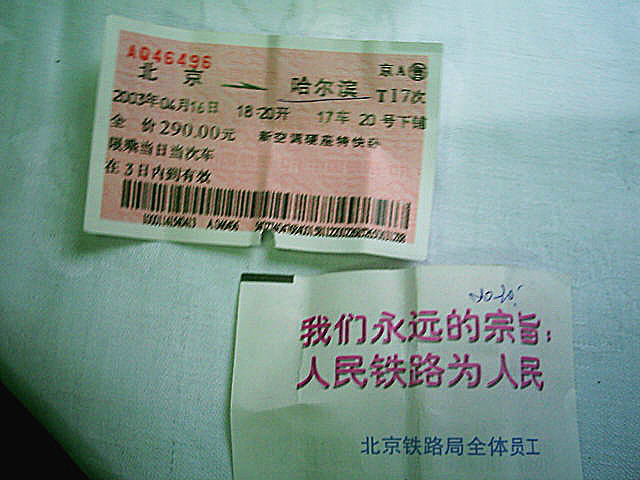 AQ46496
京A售
北京 → 哈尔滨 T17次
2003年04月16日 18:20开 17车 20号下铺
全价290.00元 新空调硬座特快卧
限乘当日当次车
在3日内到有效
我们永远的宗旨:
人民铁路为人民
北京铁路局全体员工